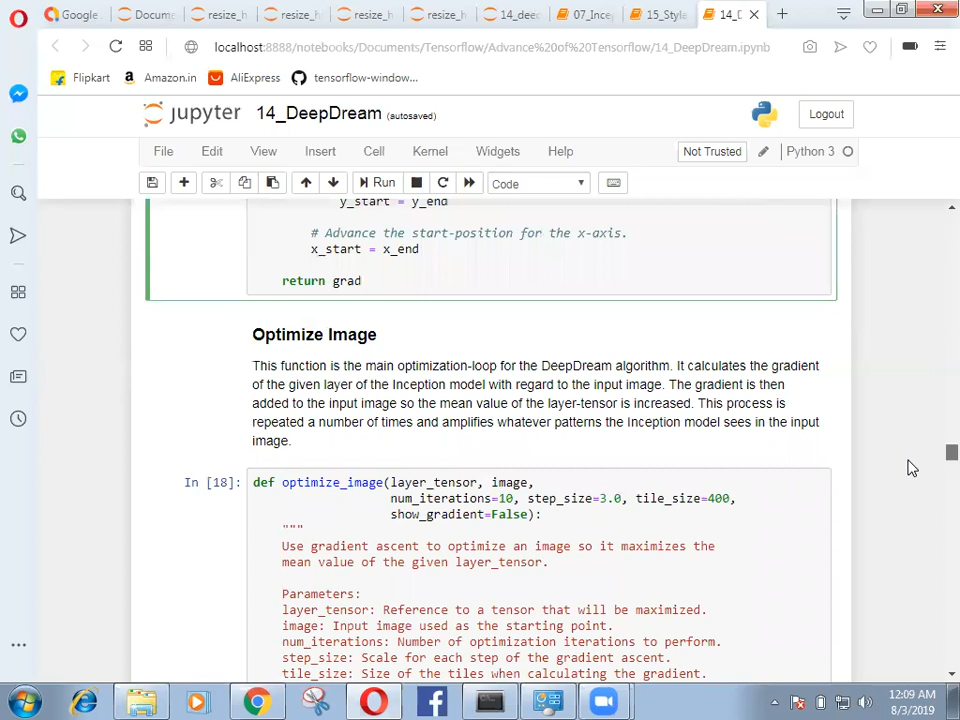 Google
Docum
resize_h
resize_h
resize_h
resize_h
14_deep
07_Ince
15_Style
14_D
localhost:8888/notebooks/Documents/Tensorflow/Advance%20of%20Tensorflow/14_DeepDream.ipynb
Flipkart
Amazon.in
AliExpress
tensorflow-window...
jupyter 14_DeepDream (autosaved)
Logout
File Edit View Insert Cell Kernel Widgets Help
Not Trusted
Python 3
Run
Code
y_start = y_end
# Advance the start-position for the x-axis.
x_start = x_end
return grad
Optimize Image
This function is the main optimization-loop for the DeepDream algorithm. It calculates the gradient
of the given layer of the Inception model with regard to the input image. The gradient is then
added to the input image so the mean value of the layer-tensor is increased. This process is
repeated a number of times and amplifies whatever patterns the Inception model sees in the input
image.
In [18]: def optimize_image(layer_tensor, image,
num_iterations=10, step_size=3.0, tile_size=400,
show_gradient=False):
"""
Use gradient ascent to optimize an image so it maximizes the
mean value of the given layer_tensor.
Parameters:
layer_tensor: Reference to a tensor that will be maximized.
image: Input image used as the starting point.
num_iterations: Number of optimization iterations to perform.
step_size: Scale for each step of the gradient ascent.
tile_size: Size of the tiles when calculating the gradient.
12:09 AM
8/3/2019